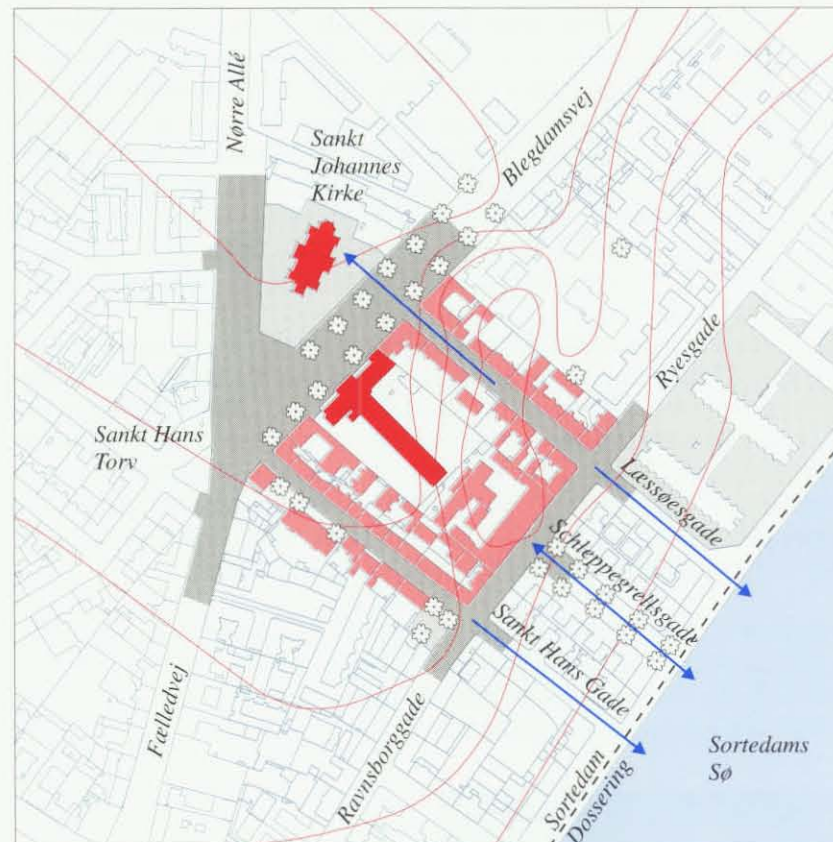 Nørre Allé
Sankt
Johannes
Kirke
Blegdamsvej
Ryesgade
Sankt Hans
Torv
Læssøesgade
Schleppegrellsgade
Sankt Hans Gade
Fælledvej
Ravnsborggade
Sortedam
Dossering
Sortedams
Sø